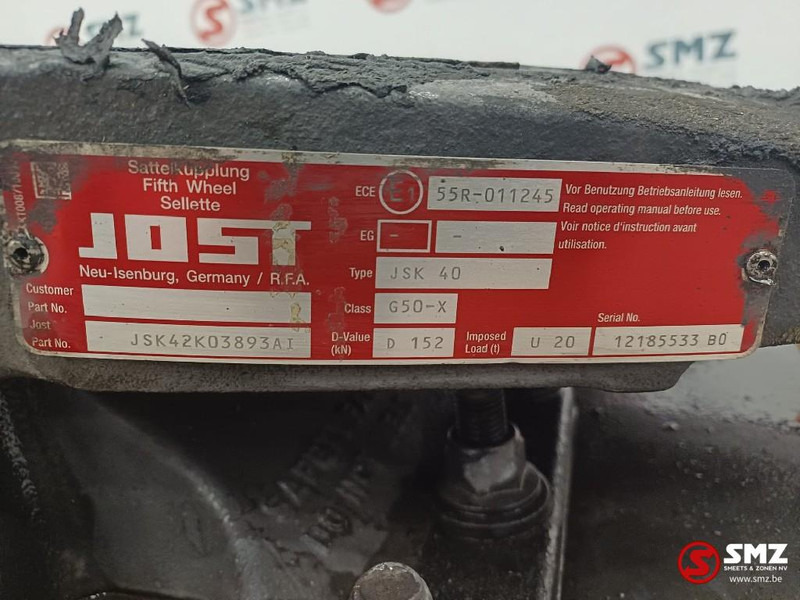 SMZ
SMEETS & ZONEN NV
SMZ
Sattelkupplung
Fifth Wheel
Sellette
JOST
Neu-Isenburg, Germany / R.F.A.
Customer
Part No.
Jost
Part No. JSK42K03893AI
ECE E1 55R-011245
EG - -
Type JSK 40
Class G50-X
D-Value
(kN) D 152
Imposed
Load (t) U 20
Vor Benutzung Betriebsanleitung lesen.
Read operating manual before use.
Voir notice d'instruction avant
utilisation.
Serial No.
12185533 B0
SMZ
SMEETS & ZONEN NV
www.smz.be